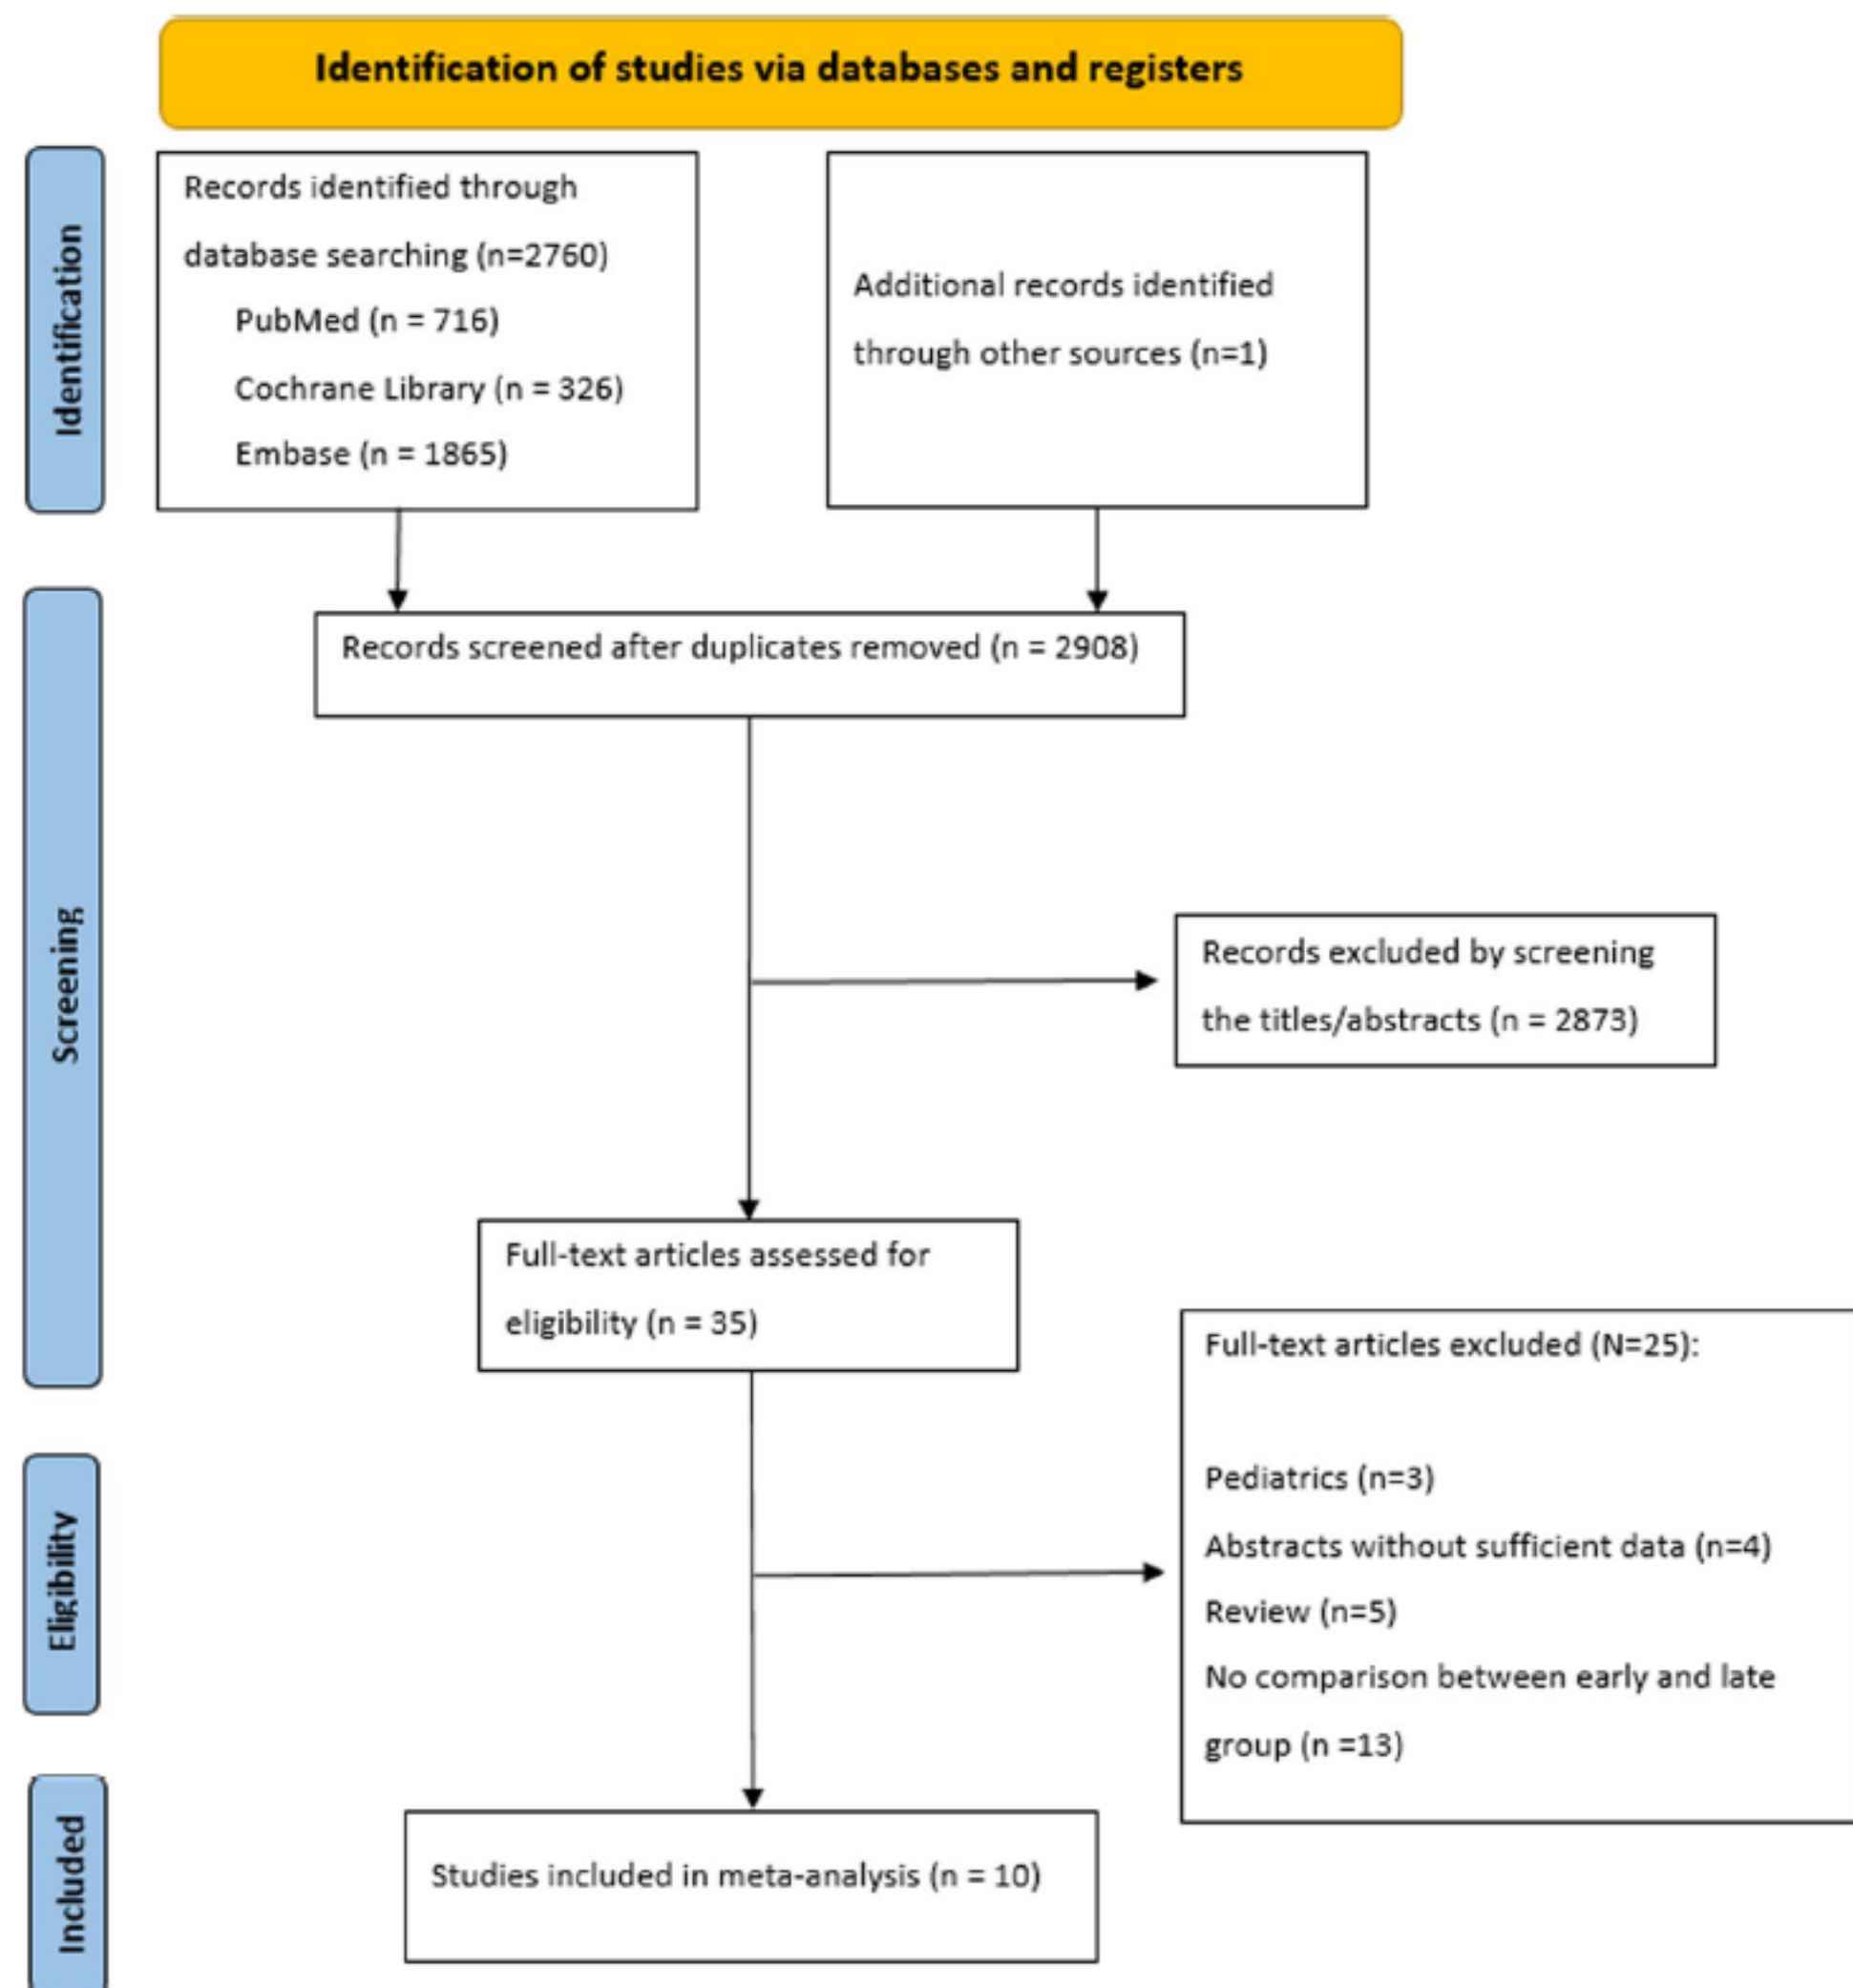 Identification of studies via databases and registers
Identification
Records identified through
database searching (n=2760)
PubMed (n = 716)
Cochrane Library (n = 326)
Embase (n = 1865)
Additional records identified
through other sources (n=1)
Screening
Records screened after duplicates removed (n = 2908)
Records excluded by screening
the titles/abstracts (n = 2873)
Full-text articles assessed for
eligibility (n = 35)
Eligibility
Full-text articles excluded (N=25):
Pediatrics (n=3)
Abstracts without sufficient data (n=4)
Review (n=5)
No comparison between early and late
group (n =13)
Included
Studies included in meta-analysis (n = 10)